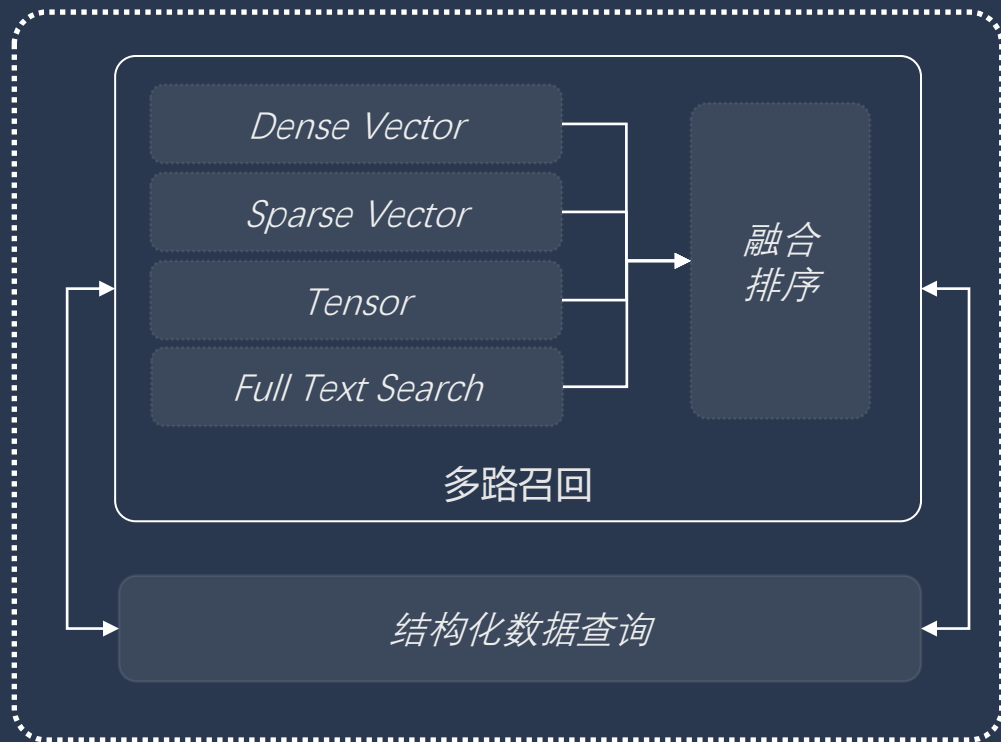 Dense Vector
Sparse Vector
Tensor
Full Text Search
融合
排序
多路召回
结构化数据查询